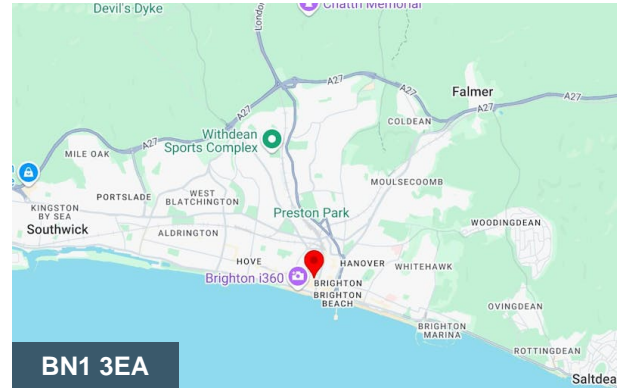 Devil's Dyke
Chattri Memorial
London
A27
Falmer
A27
COLDEAN
Withdean
Sports Complex
A27
MILE OAK
A27
MOULSECOOMB
PORTSLADE
WEST
BLATCHINGTON
KINGSTON
BY SEA
Preston Park
Southwick
WOODINGDEAN
ALDRINGTON
HOVE
HANOVER
WHITEHAWK
Brighton i360
BRIGHTON
BRIGHTON
BEACH
OVINGDEAN
BRIGHTON
MARINA
ROTTINGDEAN
BN1 3EA
Saltdea